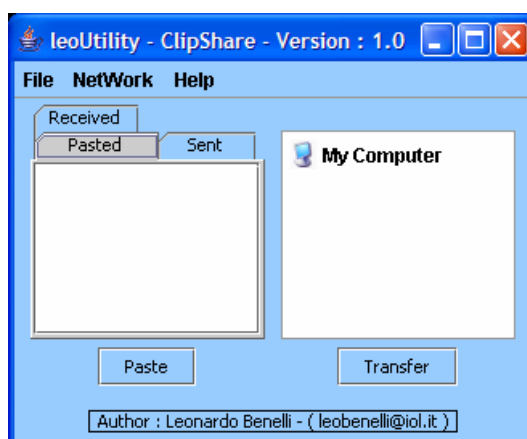 leoUtility - ClipShare - Version : 1.0
File NetWork Help
Received
Pasted Sent
My Computer
Paste Transfer
Author : Leonardo Benelli - ( leobenelli@iol.it )